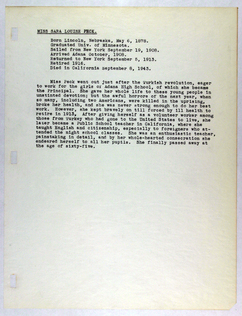 MISS SARA LOUISE PECK.
Born Lincoln, Nebraska, May 6, 1878.
Graduated Univ. of Minnesota.
Sailed from New York September 19, 1908.
Arrived Adana October, 1908.
Returned to New York September 5, 1913.
Retired 1916.
Died in California September 6, 1943.
Miss Peck went out just after the Turkish revolution, eager
to work for the girls of Adana High School, of which she became
the Principal. She gave her whole life to these young people in
unstinted devotion; but the awful horrors of the next year, when
so many, including two Americans, were killed in the uprising,
broke her health, and she was never strong enough to do her best
work. However, she kept bravely on till forced by ill health to
retire in 1913. After giving herself as a volunteer worker among
those from Turkey who had gone to the United States to live, she
later became a Public School teacher in California, where she
taught English and citizenship, especially to foreigners who at-
tended the night school classes. She was an enthusiastic teacher,
painstaking in detail, and by her whole-hearted consecration she
endeared herself to all her pupils. She finally passed away at the
age of sixty-five.